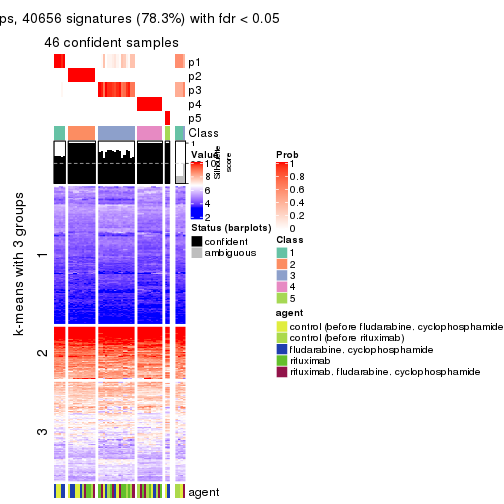 ps, 40656 signatures (78.3%) with fdr < 0.05
46 confident samples
p1
p2
p3
p4
p5
Class
1
Silhouette
score
Value
10
8
6
4
2
Status (barplots)
confident
ambiguous
Prob
1
0.8
0.6
0.4
0.2
0
Class
1
2
3
4
5
agent
control (before fludarabine. cyclophosphamide
control (before rituximab)
fludarabine. cyclophosphamide
rituximab
rituximab. fludarabine. cyclophosphamide
k-means with 3 groups
1
2
3
agent